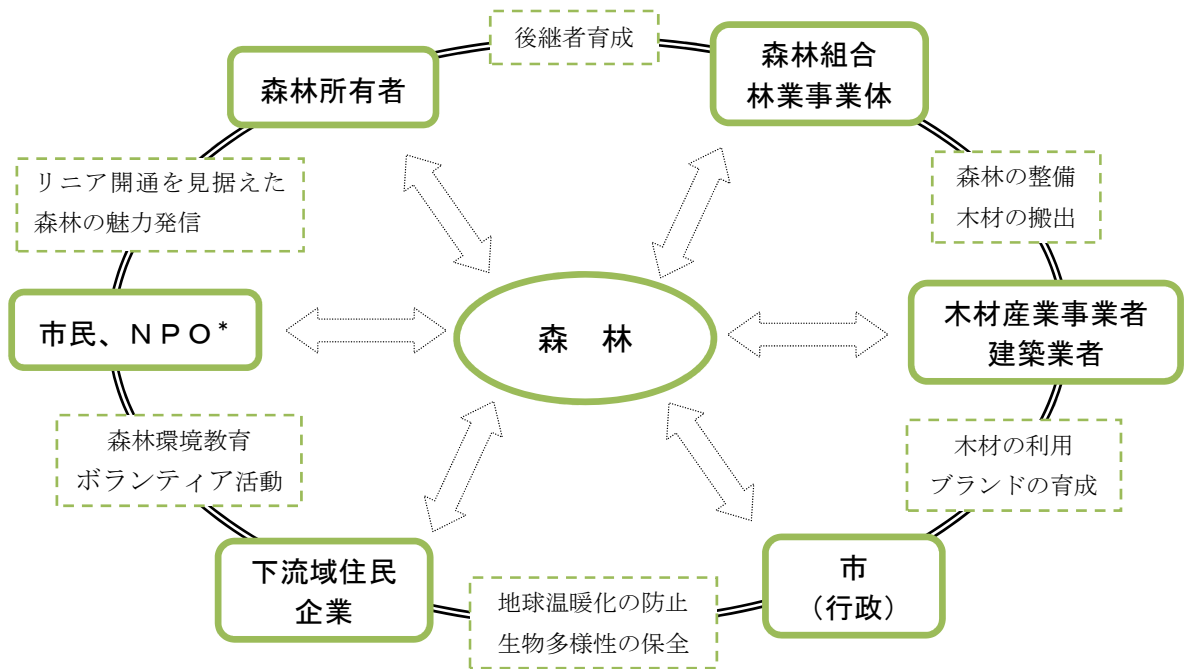 後継者育成
森林所有者
森林組合
林業事業体
リニア開通を見据えた
森林の魅力発信
森林の整備
木材の搬出
市民、ＮＰＯ*
森　林
木材産業事業者
建築業者
森林環境教育
ボランティア活動
木材の利用
ブランドの育成
下流域住民
企業
地球温暖化の防止
生物多様性の保全
市
（行政）